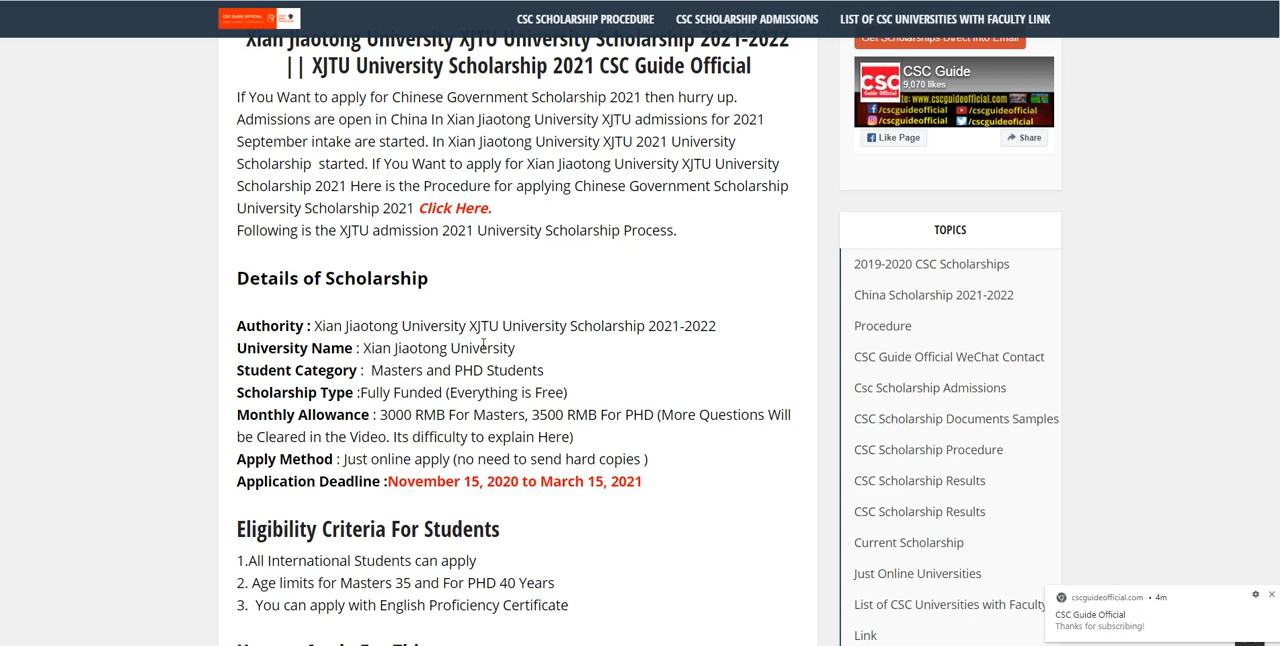 CSC GUIDE OFFICIAL
CSC SCHOLARSHIP PROCEDURE
CSC SCHOLARSHIP ADMISSIONS
LIST OF CSC UNIVERSITIES WITH FACULTY LINK
Xian Jiaotong University XJTU University Scholarship 2021-2022
|| XJTU University Scholarship 2021 CSC Guide Official
If You Want to apply for Chinese Government Scholarship 2021 then hurry up.
Admissions are open in China In Xian Jiaotong University XJTU admissions for 2021
September intake are started. In Xian Jiaotong University XJTU 2021 University
Scholarship started. If You Want to apply for Xian Jiaotong University XJTU University
Scholarship 2021 Here is the Procedure for applying Chinese Government Scholarship
University Scholarship 2021 Click Here.
Following is the XJTU admission 2021 University Scholarship Process.
Details of Scholarship
Authority : Xian Jiaotong University XJTU University Scholarship 2021-2022
University Name : Xian Jiaotong University
Student Category : Masters and PHD Students
Scholarship Type :Fully Funded (Everything is Free)
Monthly Allowance : 3000 RMB For Masters, 3500 RMB For PHD (More Questions Will
be Cleared in the Video. Its difficulty to explain Here)
Apply Method : Just online apply (no need to send hard copies )
Application Deadline :November 15, 2020 to March 15, 2021
Eligibility Criteria For Students
1.All International Students can apply
2. Age limits for Masters 35 and For PHD 40 Years
3. You can apply with English Proficiency Certificate
Get Scholarships Direct Into Email
CSC
Guide Official
CSC Guide
9,070 likes
te: www.cscguideofficial.com
/cscguideofficial
/cscguideofficial
/cscguideofficial
/cscguideofficial
Like Page
Share
TOPICS
2019-2020 CSC Scholarships
China Scholarship 2021-2022
Procedure
CSC Guide Official WeChat Contact
Csc Scholarship Admissions
CSC Scholarship Documents Samples
CSC Scholarship Procedure
CSC Scholarship Results
CSC Scholarship Results
Current Scholarship
Just Online Universities
List of CSC Universities with Faculty
Link
cscguideofficial.com • 4m
CSC Guide Official
Thanks for subscribing!